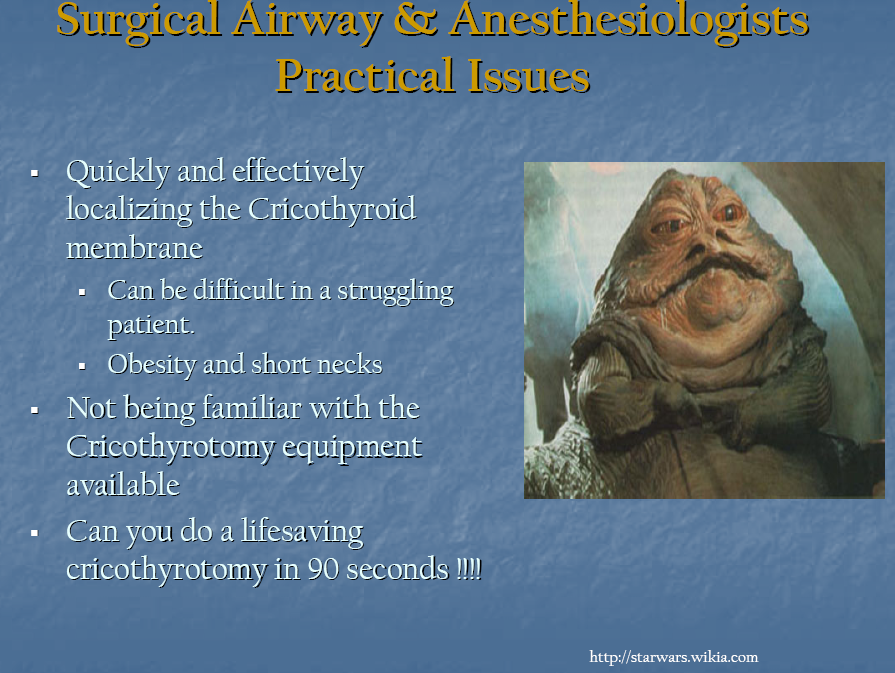 Surgical Airway & Anesthesiologists
Practical Issues
Quickly and effectively
localizing the Cricothyroid
membrane
Can be difficult in a struggling
patient.
Obesity and short necks
Not being familiar with the
Cricothyrotomy equipment
available
Can you do a lifesaving
cricothyrotomy in 90 seconds !!!!
http://starwars.wikia.com